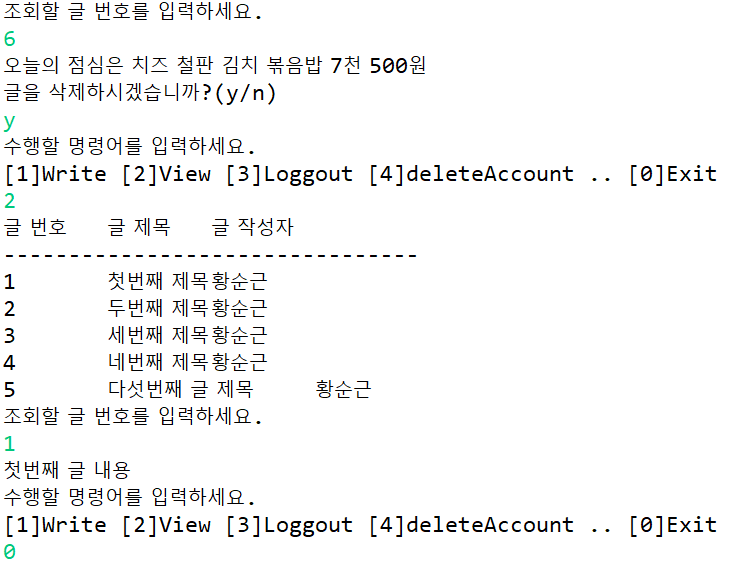 조회할 글 번호를 입력하세요.
6
오늘의 점심은 치즈 철판 김치 볶음밥 7천 500원
글을 삭제하시겠습니까?(y/n)
y
수행할 명령어를 입력하세요.
[1]Write [2]View [3]Loggout [4]deleteAccount .. [0]Exit
2
글 번호 글 제목 글 작성자
--------------------------------
1 첫번째 제목황순근
2 두번째 제목황순근
3 세번째 제목황순근
4 네번째 제목황순근
5 다섯번째 글 제목 황순근
조회할 글 번호를 입력하세요.
1
첫번째 글 내용
수행할 명령어를 입력하세요.
[1]Write [2]View [3]Loggout [4]deleteAccount .. [0]Exit
0